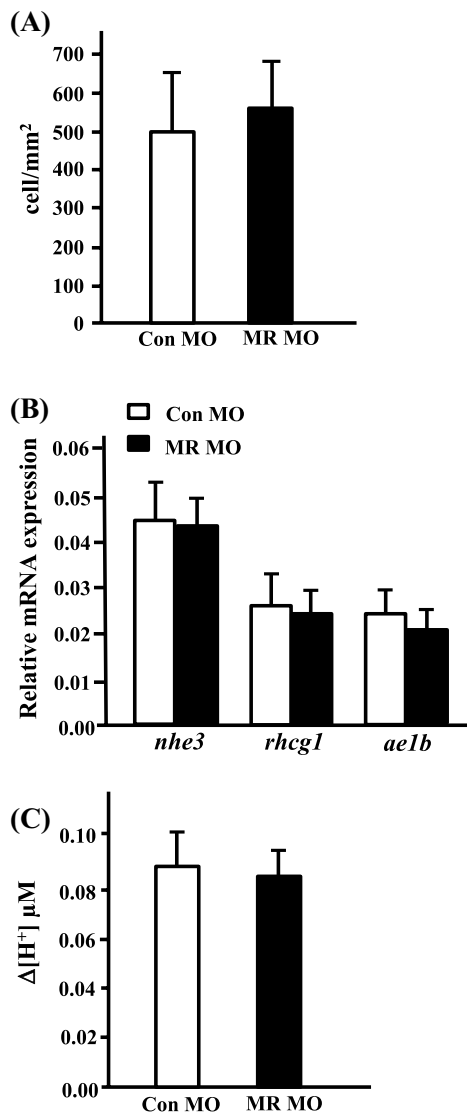 (A)
cell/mm²
700
600
500
400
300
200
100
0
Con MO MR MO
(B)
Con MO
MR MO
Relative mRNA expression
0.06
0.05
0.04
0.03
0.02
0.01
0.00
nhe3 rhcg1 ae1b
(C)
Δ[H⁺] μM
0.10
0.08
0.06
0.04
0.02
0.00
Con MO MR MO